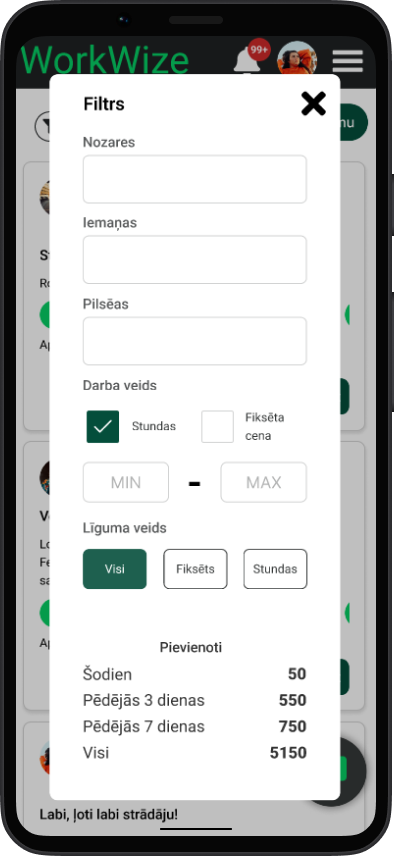 WorkWize
99+
Filtrs
Nozares
Iemaņas
Pilsēas
Darba veids
Stundas
Fiksēta
cena
MIN - MAX
Līguma veids
Visi Fiksēts Stundas
Pievienoti
Šodien 50
Pēdējās 3 dienas 550
Pēdējās 7 dienas 750
Visi 5150
Labi, ļoti labi strādāju!